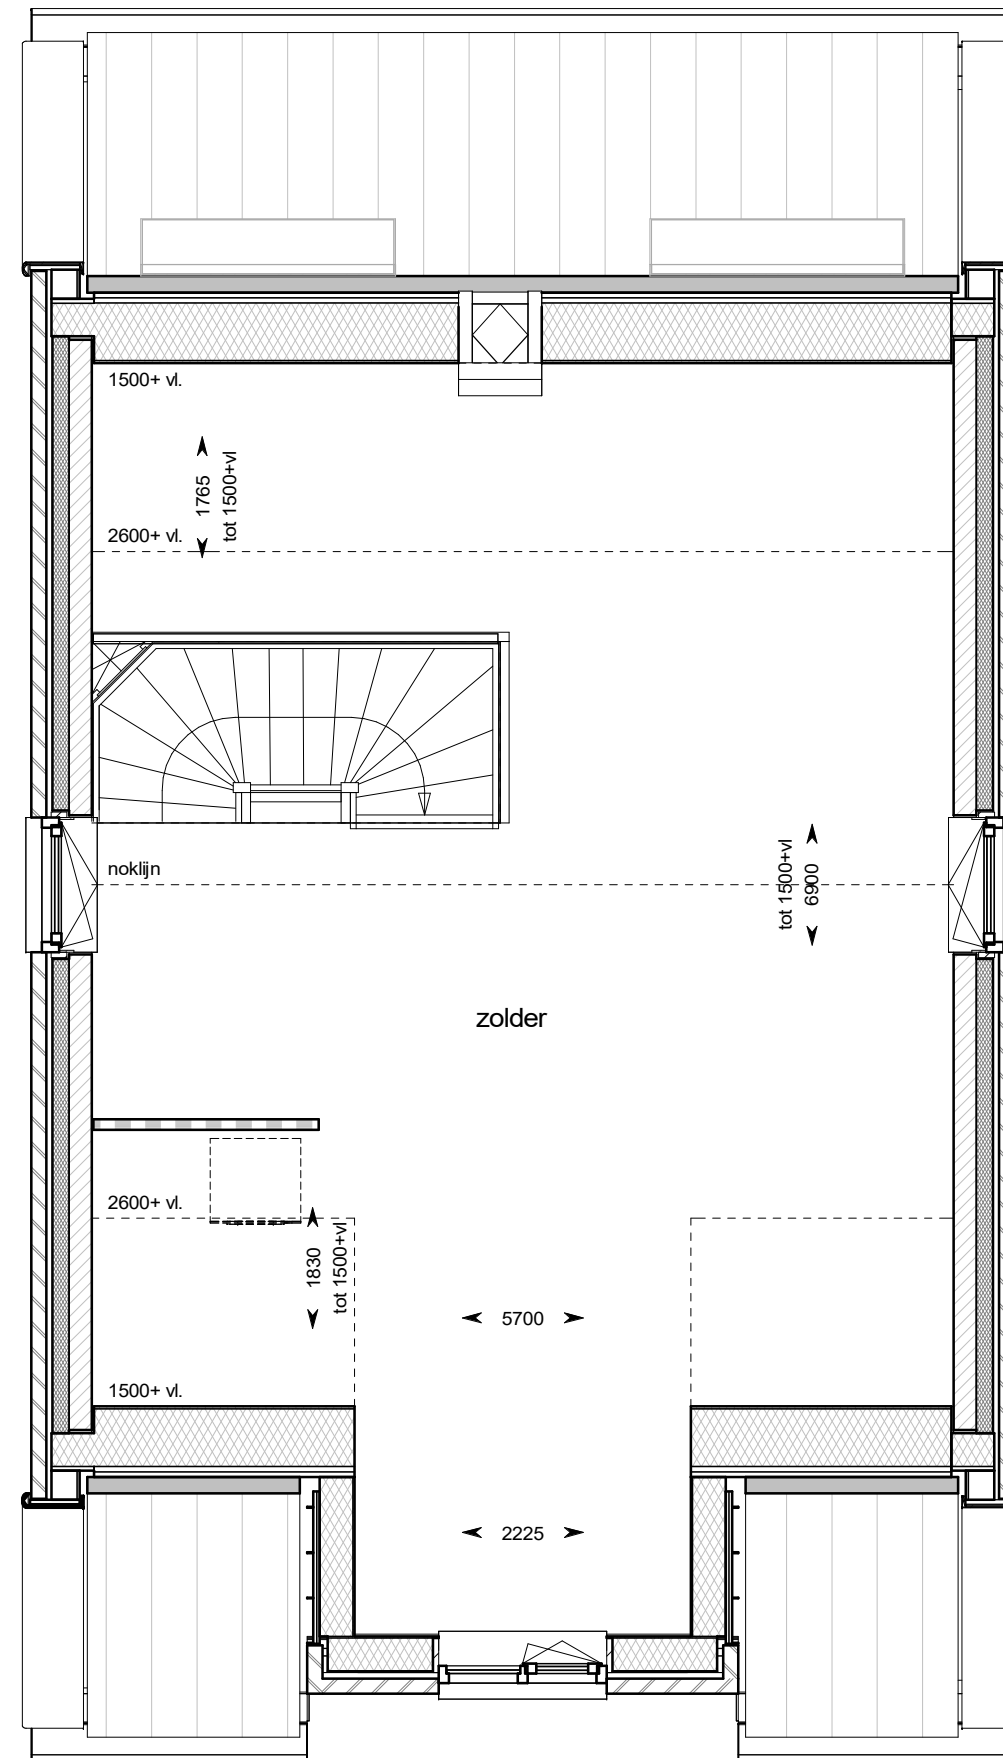 1500+ vl.
1765
tot 1500+vl
2600+ vl.
noklijn
tot 1500+vl
6900
zolder
2600+ vl.
1830
tot 1500+vl
5700
1500+ vl.
2225